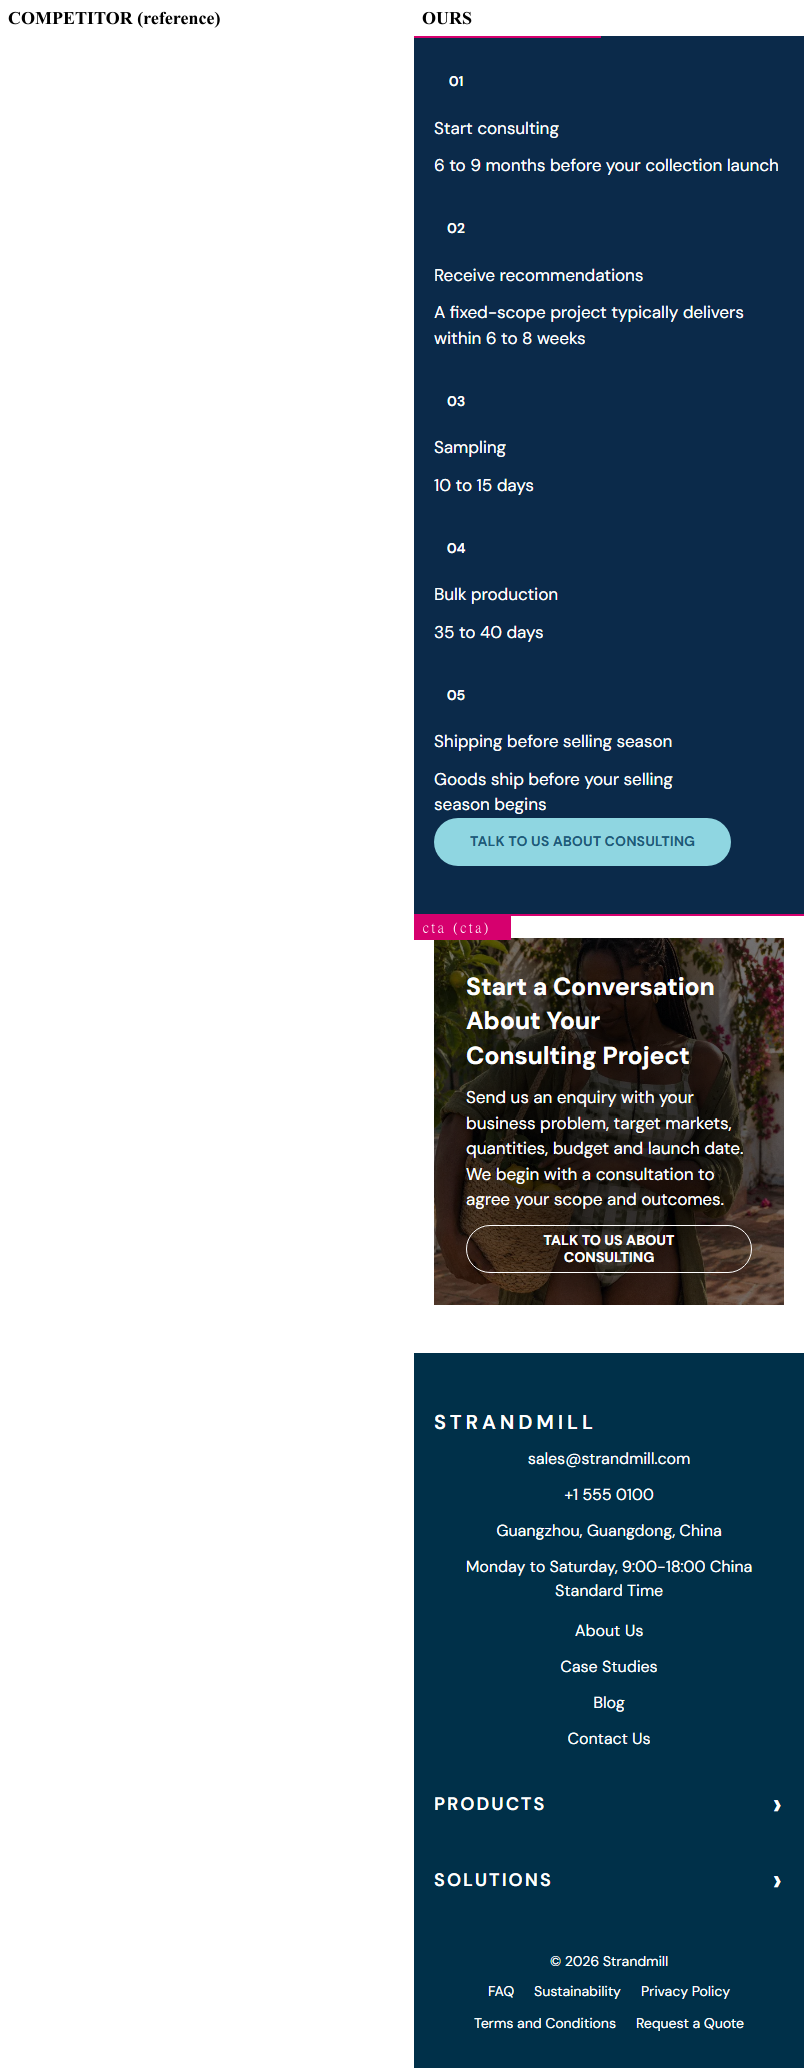 COMPETITOR (reference)
OURS
01
Start consulting
6 to 9 months before your collection launch
02
Receive recommendations
A fixed-scope project typically delivers
within 6 to 8 weeks
03
Sampling
10 to 15 days
04
Bulk production
35 to 40 days
05
Shipping before selling season
Goods ship before your selling
season begins
TALK TO US ABOUT CONSULTING
cta (cta)
Start a Conversation
About Your
Consulting Project
Send us an enquiry with your
business problem, target markets,
quantities, budget and launch date.
We begin with a consultation to
agree your scope and outcomes.
TALK TO US ABOUT
CONSULTING
STRANDMILL
sales@strandmill.com
+1 555 0100
Guangzhou, Guangdong, China
Monday to Saturday, 9:00-18:00 China
Standard Time
About Us
Case Studies
Blog
Contact Us
PRODUCTS
SOLUTIONS
© 2026 Strandmill
FAQ Sustainability Privacy Policy
Terms and Conditions Request a Quote